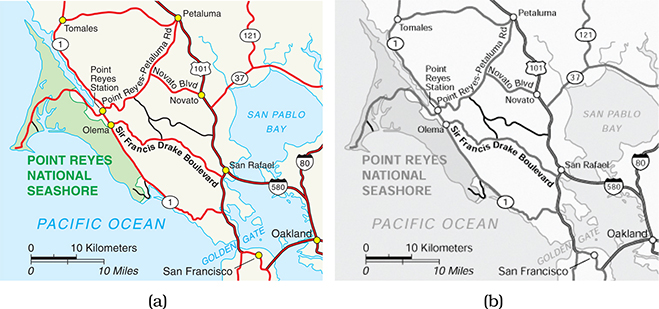 Tomales
Petaluma
1
Point Reyes-Petaluma Rd
121
101
Point
Reyes
Station
Novato Blvd
37
Novato
SAN PABLO
BAY
Olema
Sir Francis Drake Boulevard
POINT REYES
NATIONAL
SEASHORE
San Rafael
80
580
1
PACIFIC OCEAN
GOLDEN GATE
Oakland
0 10 Kilometers
0 10 Miles
San Francisco
(a)
Tomales
Petaluma
1
Point Reyes-Petaluma Rd
121
101
Point
Reyes
Station
Novato Blvd
37
Novato
SAN PABLO
BAY
Olema
Sir Francis Drake Boulevard
POINT REYES
NATIONAL
SEASHORE
San Rafael
80
580
1
PACIFIC OCEAN
GOLDEN GATE
Oakland
0 10 Kilometers
0 10 Miles
San Francisco
(b)